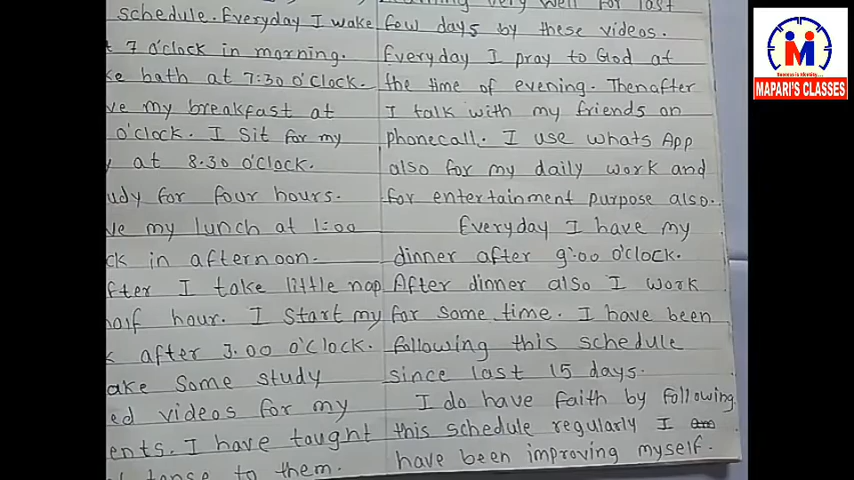 schedule. Everyday I wake
7 o'clock in morning.
bath at 7:30 o'clock.
my breakfast at
o'clock. I sit for my
at 8.30 o'clock.
for four hours.
my lunch at 1:00
in afternoon.
I take little nap
hour. I start my
after 3.00 o'clock.
some study
videos for my
I have taught
tense to them.
very well for last
few days by these videos.
Everyday I pray to God at
the time of evening. Thenafter
I talk with my friends on
phonecall. I use whats App
also for my daily work and
for entertainment purpose also.
Everyday I have my
dinner after 9:00 o'clock.
After dinner also I work
for some time. I have been
following this schedule
since last 15 days.
I do have faith by following
this schedule regularly I
have been improving myself.
MAPARI'S CLASSES